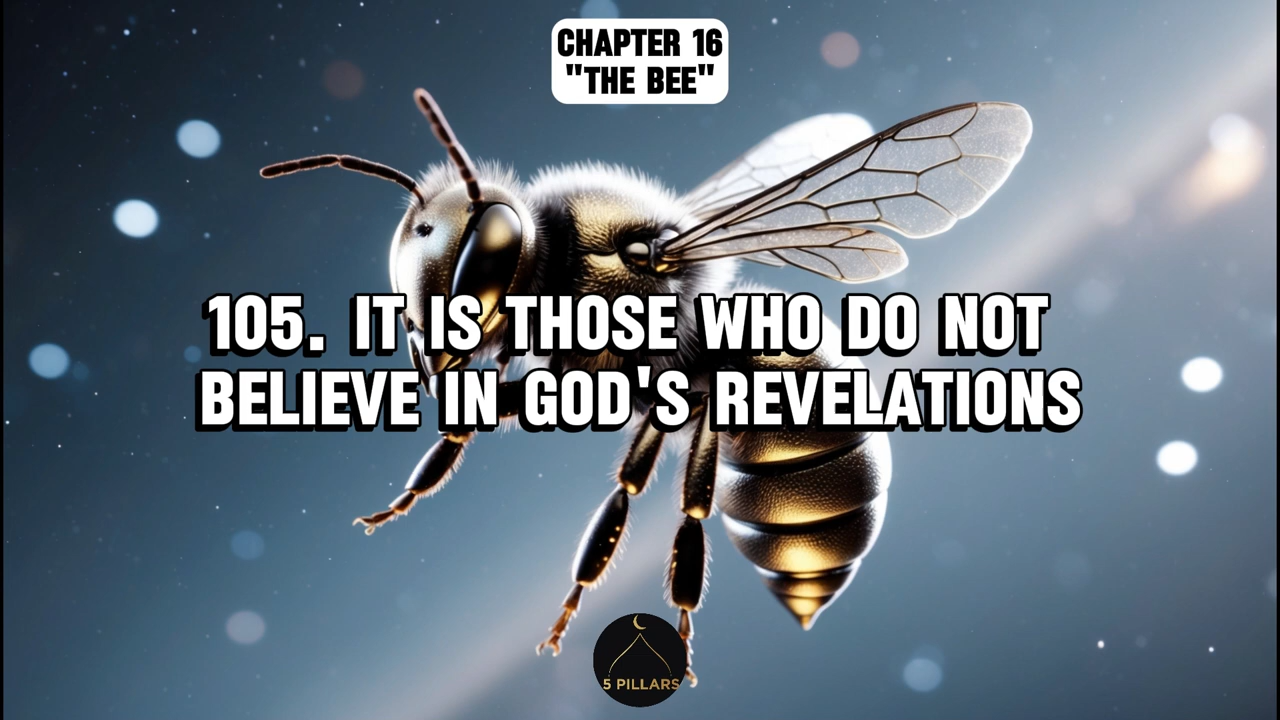 CHAPTER 16
"THE BEE"
105. IT IS THOSE WHO DO NOT
BELIEVE IN GOD'S REVELATIONS
5 PILLARS